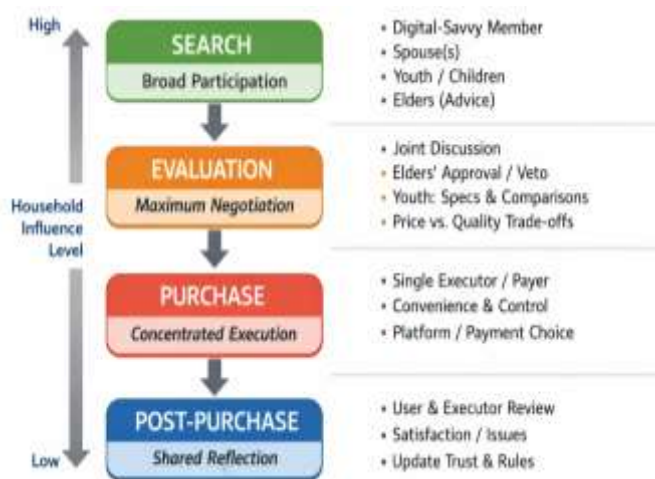 High
SEARCH
Broad Participation
• Digital-Savvy Member
• Spouse(s)
• Youth / Children
• Elders (Advice)
EVALUATION
Maximum Negotiation
• Joint Discussion
• Elders' Approval / Veto
• Youth: Specs & Comparisons
• Price vs. Quality Trade-offs
Household
Influence
Level
PURCHASE
Concentrated Execution
• Single Executor / Payer
• Convenience & Control
• Platform / Payment Choice
POST-PURCHASE
Shared Reflection
• User & Executor Review
• Satisfaction / Issues
• Update Trust & Rules
Low